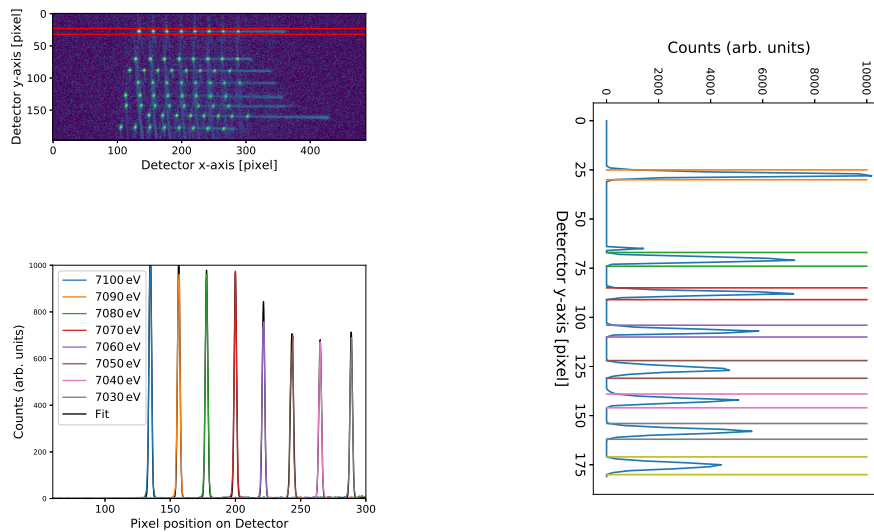 0
50
100
150
Detector y-axis [pixel]
0
100
200
300
400
Detector x-axis [pixel]
1000
800
600
400
200
0
Counts (arb. units)
7100 eV
7090 eV
7080 eV
7070 eV
7060 eV
7050 eV
7040 eV
7030 eV
Fit
100
150
200
250
300
Pixel position on Detector
Counts (arb. units)
0
2000
4000
6000
8000
10000
0
25
50
75
100
125
150
175
Deterctor y-axis [pixel]